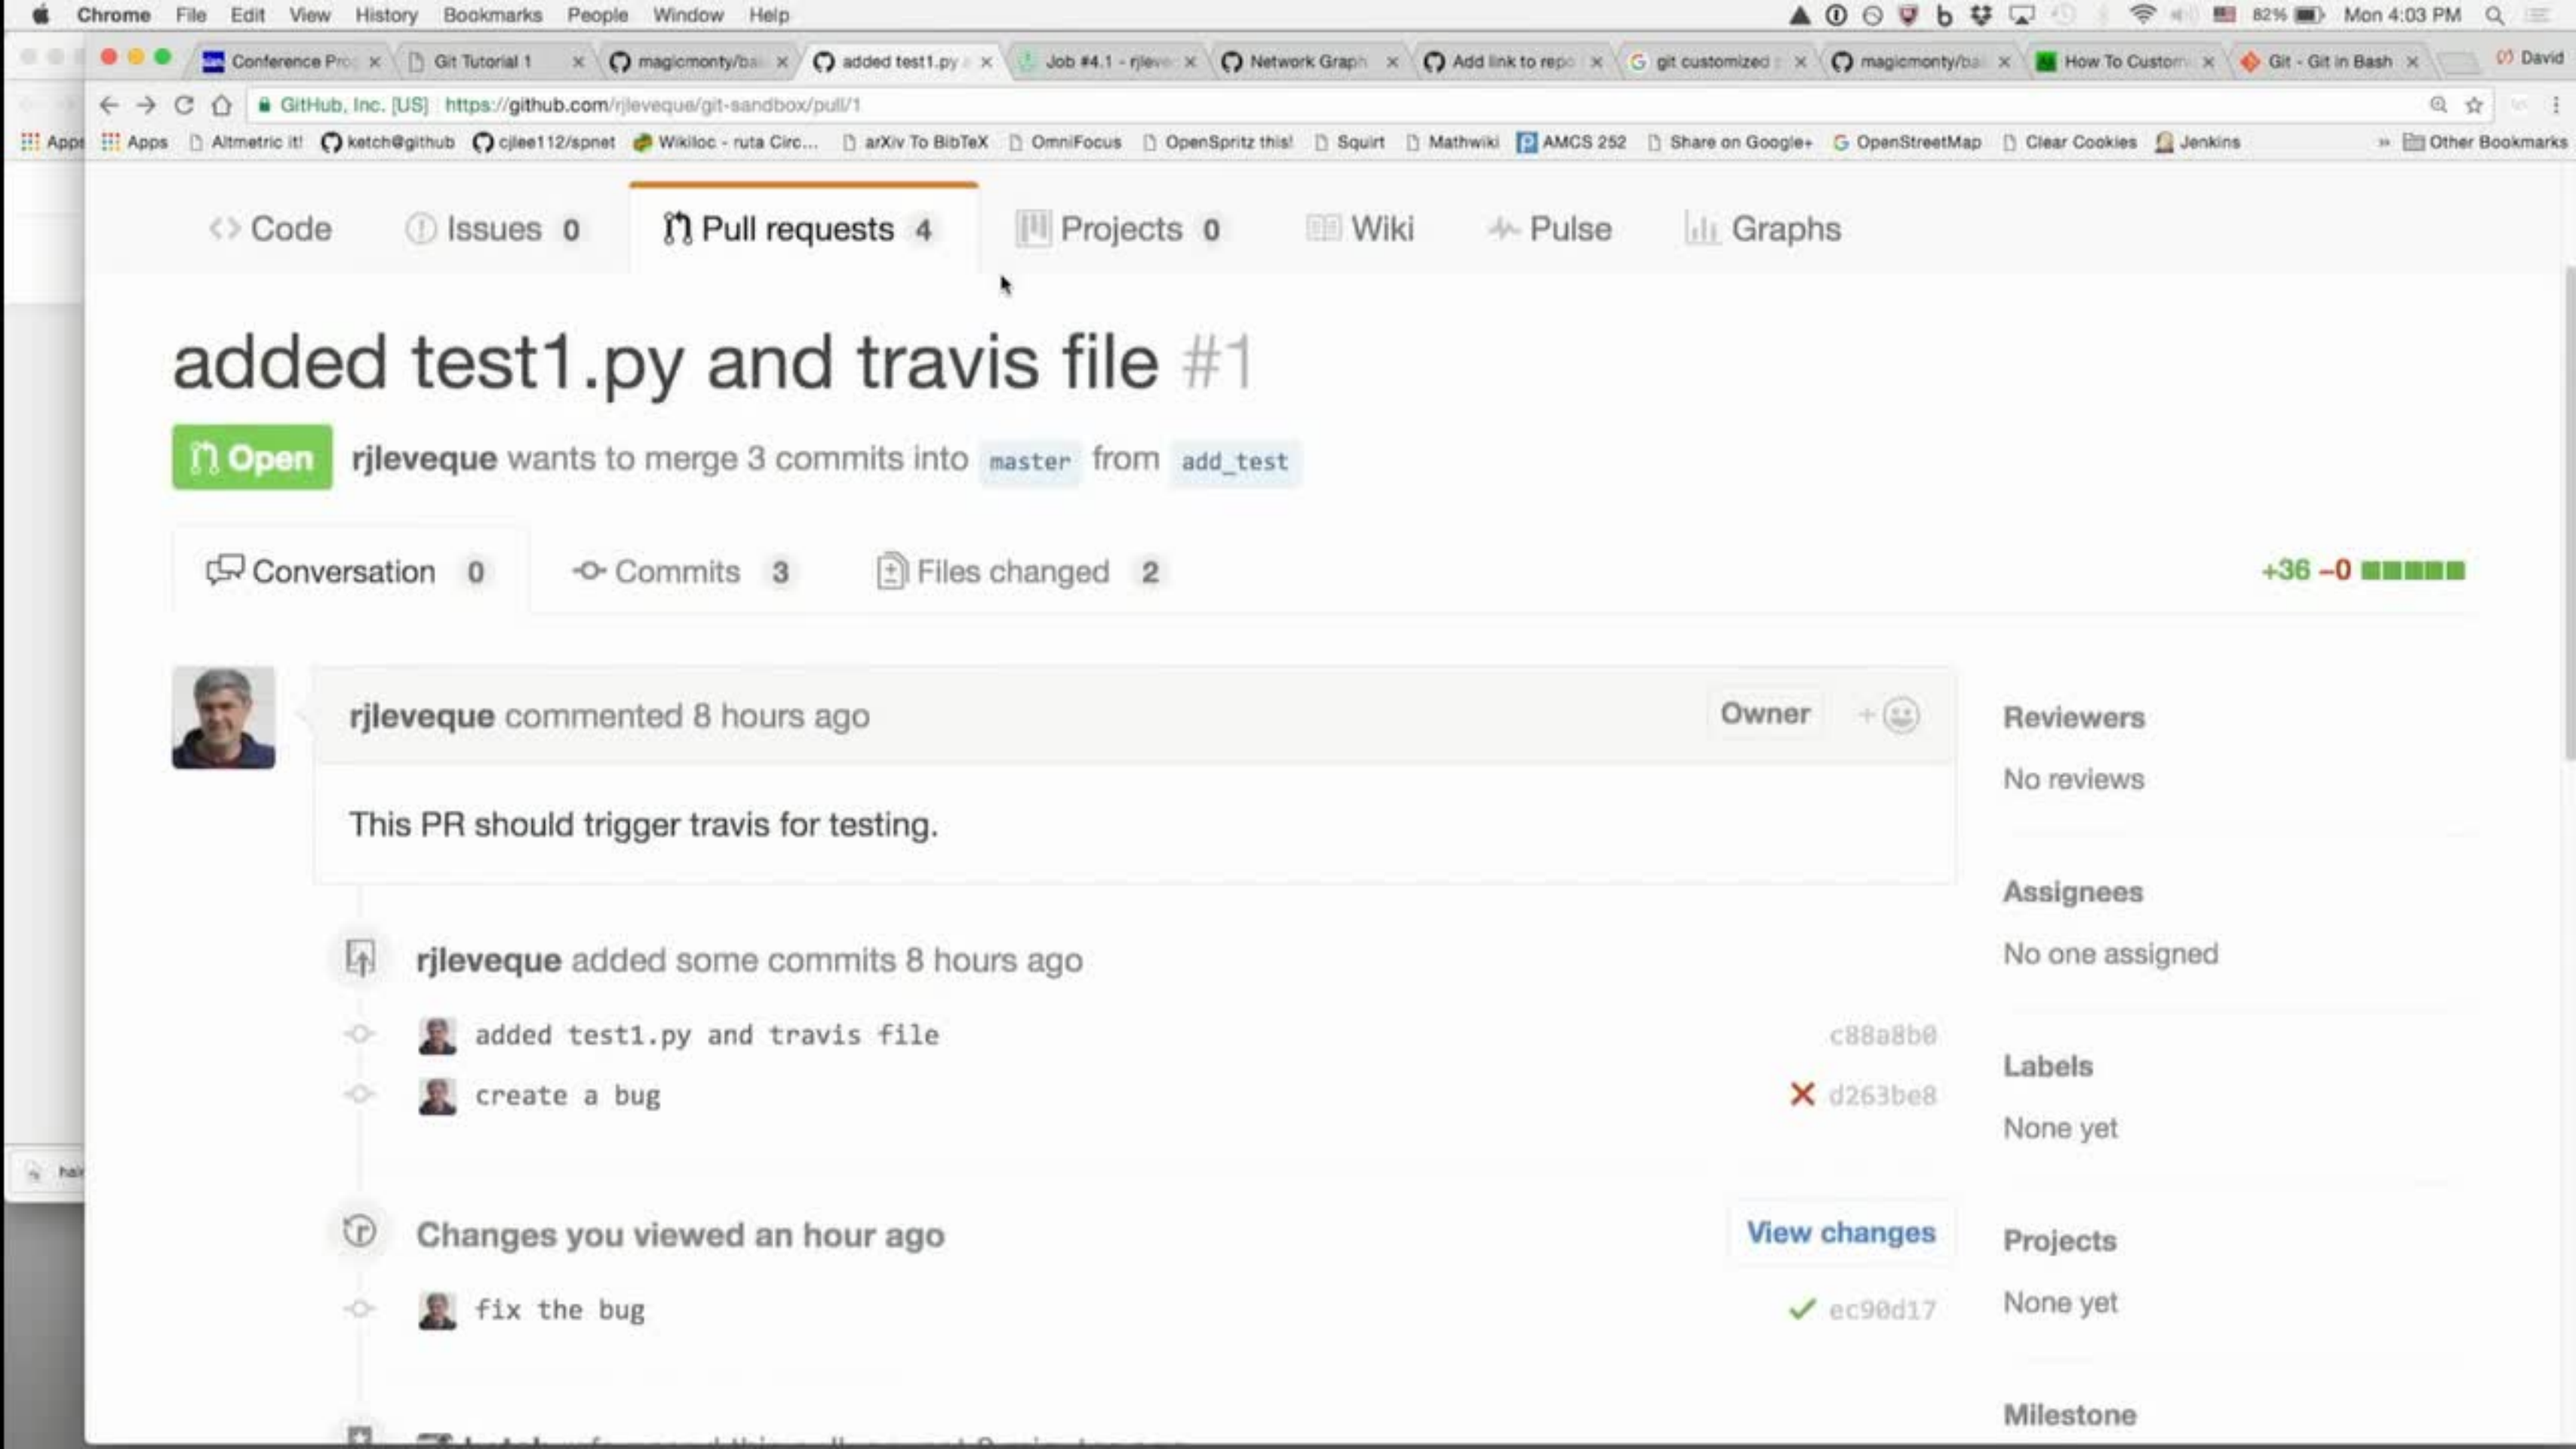 Chrome File Edit View History Bookmarks People Window Help 82% Mon 4:03 PM
Conference Pro Git Tutorial 1 magicmonty/ba added test1.py a Job #4.1 - rjleve Network Graph Add link to repo git customized magicmonty/ba How To Custom Git - Git in Bash David
GitHub, Inc. [US] https://github.com/rjleveque/git-sandbox/pull/1
Apps Apps Altmetric it! ketch@github cjlee112/spnet Wikiloc - ruta Circ... arXiv To BibTeX OmniFocus OpenSpritz this! Squirt Mathwiki AMCS 252 Share on Google+ OpenStreetMap Clear Cookies Jenkins » Other Bookmarks
Code Issues 0 Pull requests 4 Projects 0 Wiki Pulse Graphs
added test1.py and travis file #1
Open rjleveque wants to merge 3 commits into master from add_test
Conversation 0 Commits 3 Files changed 2 +36 −0
rjleveque commented 8 hours ago Owner +
Reviewers
No reviews
This PR should trigger travis for testing.
Assignees
No one assigned
rjleveque added some commits 8 hours ago
added test1.py and travis file c88a8b0
Labels
create a bug d263be8
None yet
hai
Changes you viewed an hour ago View changes
Projects
None yet
fix the bug ec90d17
Milestone